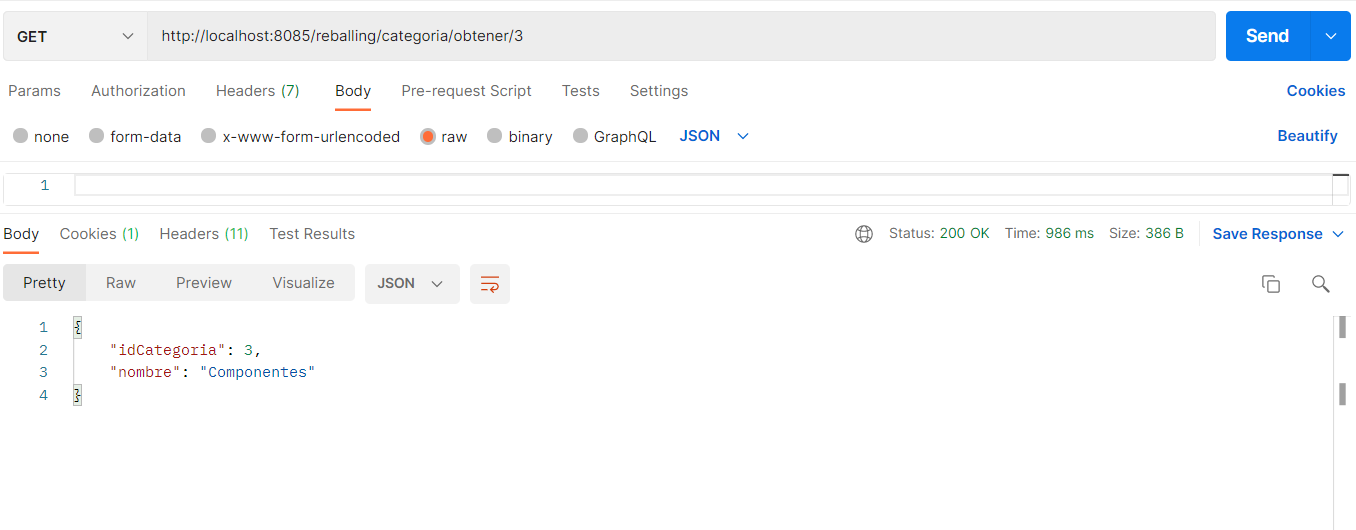 GET http://localhost:8085/reballing/categoria/obtener/3 Send
Params Authorization Headers (7) Body Pre-request Script Tests Settings Cookies
none form-data x-www-form-urlencoded raw binary GraphQL JSON Beautify
1
Body Cookies (1) Headers (11) Test Results Status: 200 OK Time: 986 ms Size: 386 B Save Response
Pretty Raw Preview Visualize JSON
1 {
2 "idCategoria": 3,
3 "nombre": "Componentes"
4 }